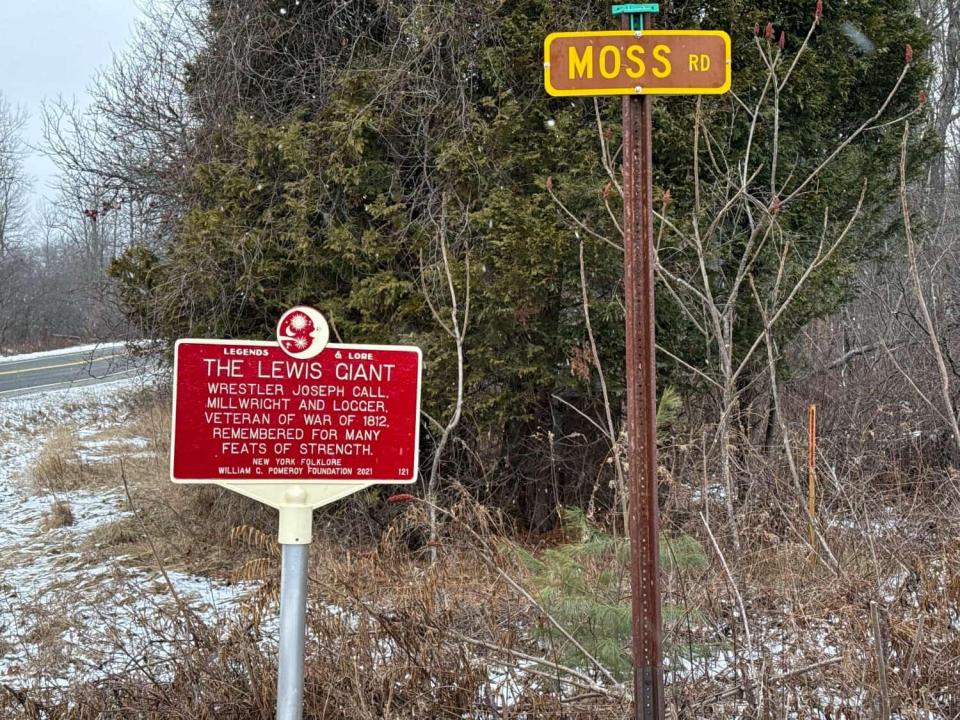 MOSS RD
LEGENDS & LORE
THE LEWIS GIANT
WRESTLER JOSEPH CALL,
MILLWRIGHT AND LOGGER,
VETERAN OF WAR OF 1812,
REMEMBERED FOR MANY
FEATS OF STRENGTH.
NEW YORK FOLKLORE
WILLIAM G. POMEROY FOUNDATION 2021 121